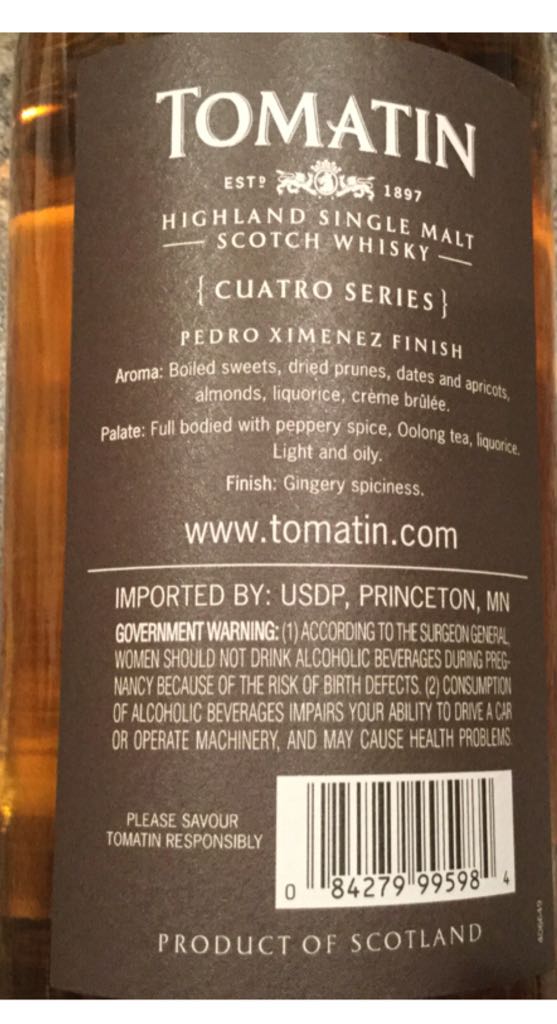 TOMATIN
ESTD 1897
HIGHLAND SINGLE MALT
SCOTCH WHISKY
{CUATRO SERIES}
PEDRO XIMENEZ FINISH
Aroma: Boiled sweets, dried prunes, dates and apricots,
almonds, liquorice, crème brûlée.
Palate: Full bodied with peppery spice, Oolong tea, liquorice.
Light and oily.
Finish: Gingery spiciness.
www.tomatin.com
IMPORTED BY: USDP, PRINCETON, MN
GOVERNMENT WARNING: (1) ACCORDING TO THE SURGEON GENERAL,
WOMEN SHOULD NOT DRINK ALCOHOLIC BEVERAGES DURING PREG-
NANCY BECAUSE OF THE RISK OF BIRTH DEFECTS. (2) CONSUMPTION
OF ALCOHOLIC BEVERAGES IMPAIRS YOUR ABILITY TO DRIVE A CAR
OR OPERATE MACHINERY, AND MAY CAUSE HEALTH PROBLEMS.
PLEASE SAVOUR
TOMATIN RESPONSIBLY
0 84279 99598 4
PRODUCT OF SCOTLAND